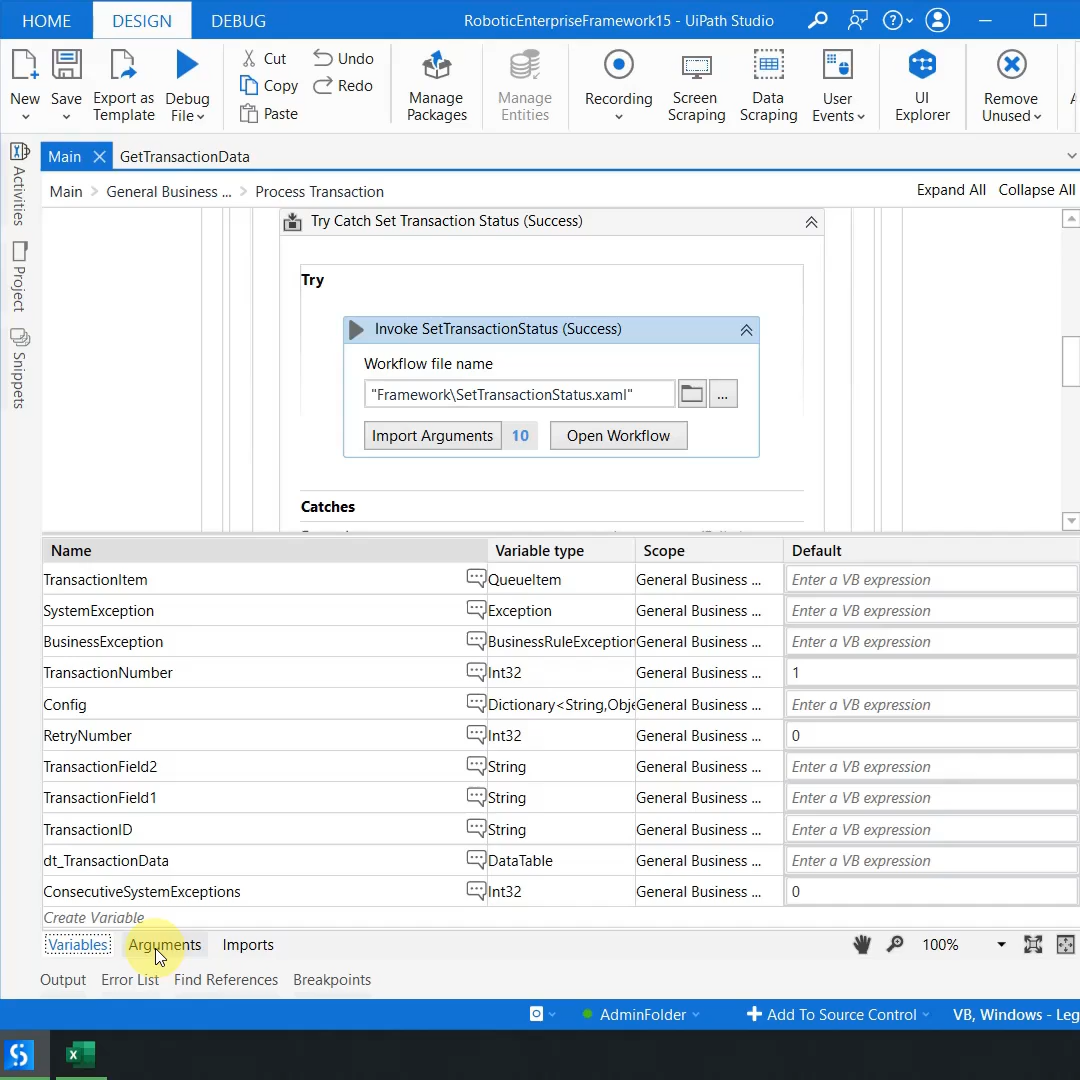 HOME DESIGN DEBUG RoboticEnterpriseFramework15 - UiPath Studio
New Save Export as Template Debug File
Cut Copy Paste Undo Redo
Manage Packages
Manage Entities
Recording
Screen Scraping
Data Scraping
User Events
UI Explorer
Remove Unused
Main GetTransactionData
Main > General Business ... > Process Transaction Expand All Collapse All
Activities
Project
Snippets
Try Catch Set Transaction Status (Success)
Try
Invoke SetTransactionStatus (Success)
Workflow file name
"Framework\SetTransactionStatus.xaml" ...
Import Arguments 10 Open Workflow
Catches
Name Variable type Scope Default
TransactionItem QueueItem General Business ... Enter a VB expression
SystemException Exception General Business ... Enter a VB expression
BusinessException BusinessRuleException General Business ... Enter a VB expression
TransactionNumber Int32 General Business ... 1
Config Dictionary<String,Obje General Business ... Enter a VB expression
RetryNumber Int32 General Business ... 0
TransactionField2 String General Business ... Enter a VB expression
TransactionField1 String General Business ... Enter a VB expression
TransactionID String General Business ... Enter a VB expression
dt_TransactionData DataTable General Business ... Enter a VB expression
ConsecutiveSystemExceptions Int32 General Business ... 0
Create Variable
Variables Arguments Imports 100%
Output Error List Find References Breakpoints
AdminFolder Add To Source Control VB, Windows - Leg